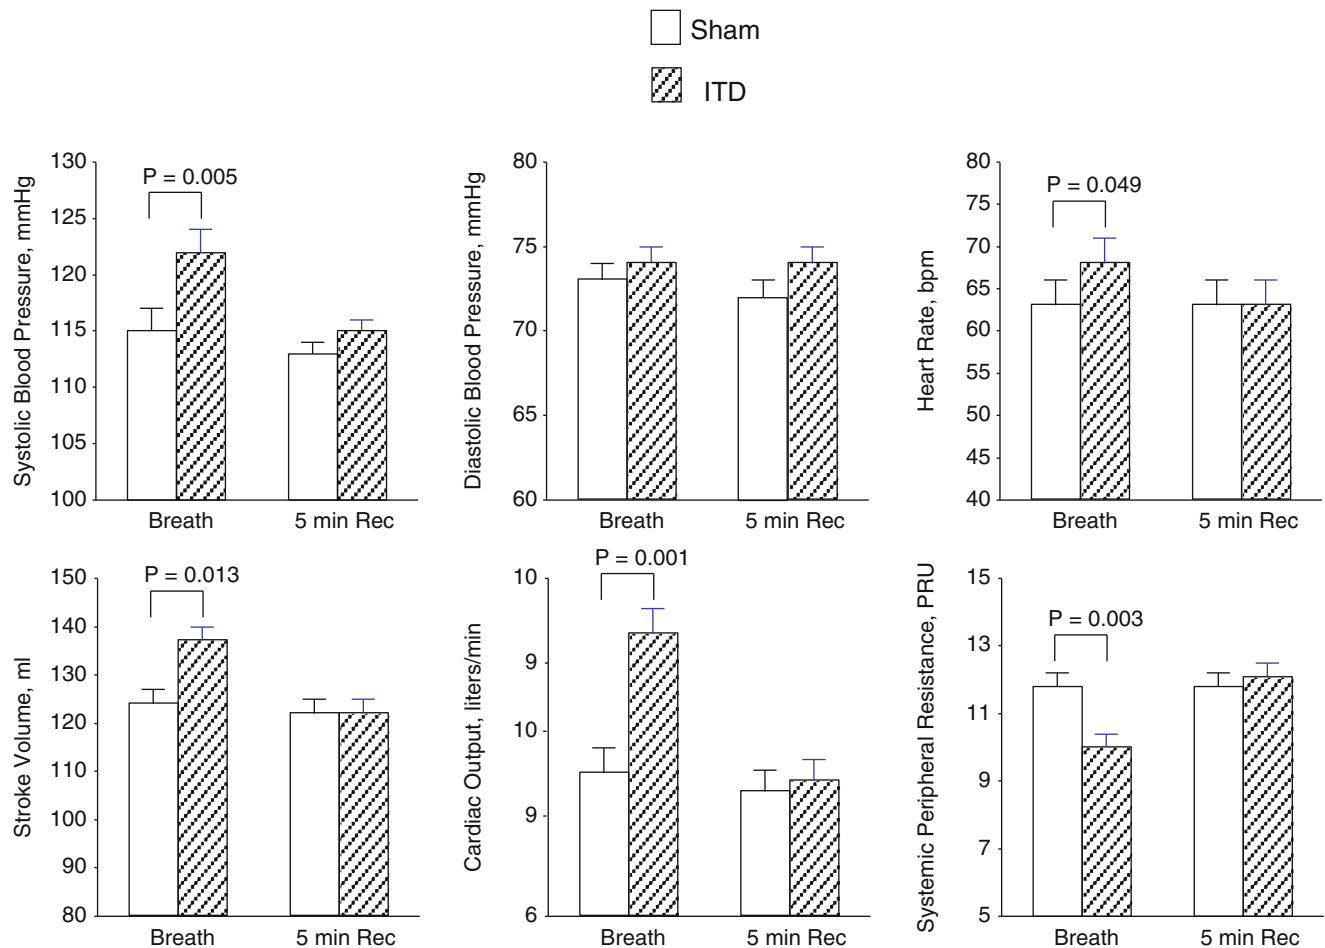 Sham
ITD
Systolic Blood Pressure, mmHg
130
125
120
115
110
105
100
P = 0.005
Breath
5 min Rec
Diastolic Blood Pressure, mmHg
80
75
70
65
60
Breath
5 min Rec
Heart Rate, bpm
80
75
70
65
60
55
50
45
40
P = 0.049
Breath
5 min Rec
Stroke Volume, ml
150
140
130
120
110
100
90
80
P = 0.013
Breath
5 min Rec
Cardiac Output, liters/min
10
9
10
9
6
P = 0.001
Breath
5 min Rec
Systemic Peripheral Resistance, PRU
15
13
11
9
7
5
P = 0.003
Breath
5 min Rec